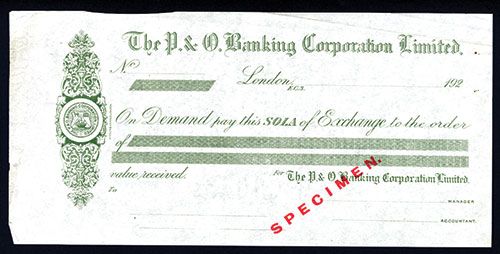 The P. & O. Banking Corporation Limited.
No.
London, E.C.3. 192
On Demand pay this SOLA of Exchange to the order
of
value received.
For The P. & O. Banking Corporation Limited.
To
MANAGER
ACCOUNTANT.
SPECIMEN.